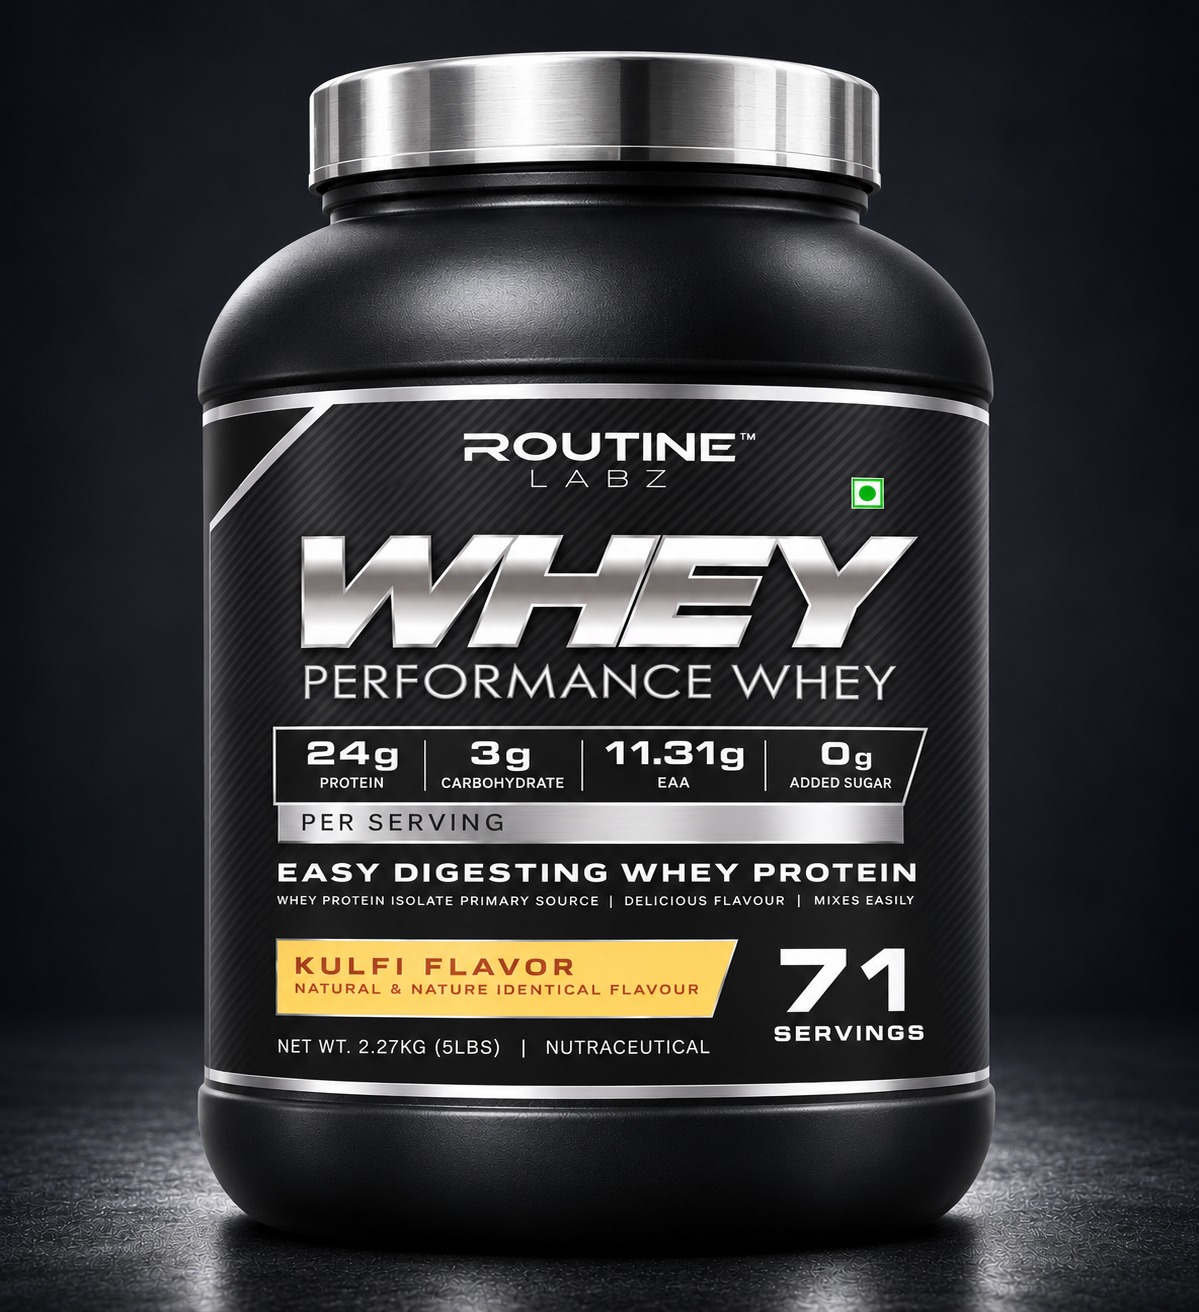 ROUTINE™
LABZ
WHEY
PERFORMANCE WHEY
24g 3g 11.31g 0g
PROTEIN CARBOHYDRATE EAA ADDED SUGAR
PER SERVING
EASY DIGESTING WHEY PROTEIN
WHEY PROTEIN ISOLATE PRIMARY SOURCE | DELICIOUS FLAVOUR | MIXES EASILY
KULFI FLAVOR
NATURAL & NATURE IDENTICAL FLAVOUR
71
SERVINGS
NET WT. 2.27KG (5LBS) | NUTRACEUTICAL